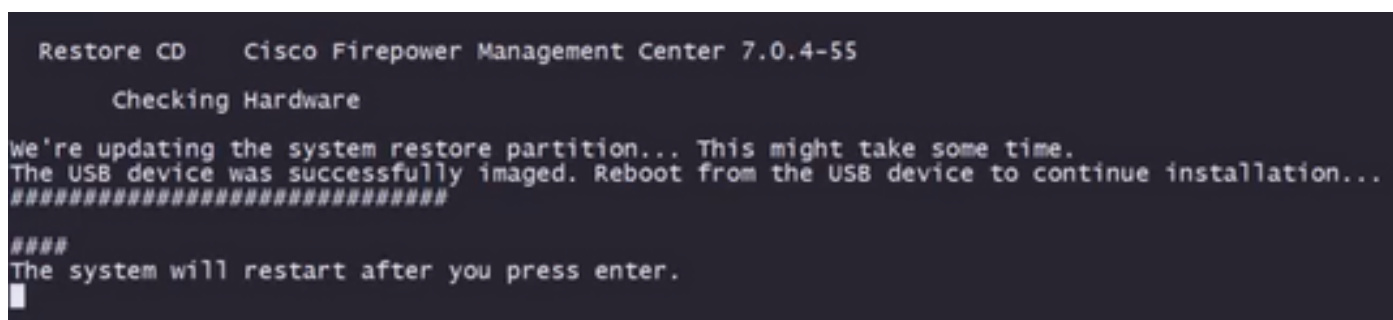 Restore CD Cisco Firepower Management Center 7.0.4-55
Checking Hardware
We're updating the system restore partition... This might take some time.
The USB device was successfully imaged. Reboot from the USB device to continue installation...
##############################
####
The system will restart after you press enter.